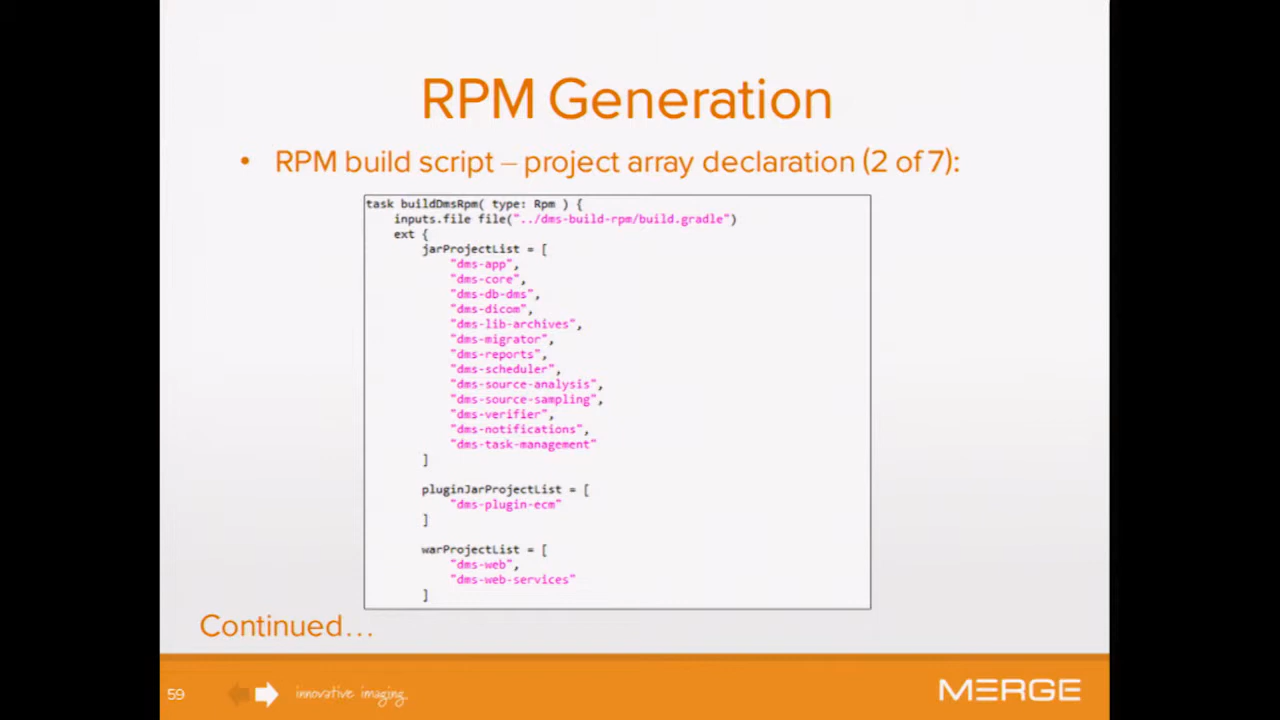 RPM Generation
• RPM build script – project array declaration (2 of 7):
task buildDmsRpm( type: Rpm ) {
inputs.file file("../dms-build-rpm/build.gradle")
ext {
jarProjectList = [
"dms-app",
"dms-core",
"dms-db-dms",
"dms-dicom",
"dms-lib-archives",
"dms-migrator",
"dms-reports",
"dms-scheduler",
"dms-source-analysis",
"dms-source-sampling",
"dms-verifier",
"dms-notifications",
"dms-task-management"
]
pluginJarProjectList = [
"dms-plugin-ecm"
]
warProjectList = [
"dms-web",
"dms-web-services"
]
Continued…
59
innovative imaging.
MERGE